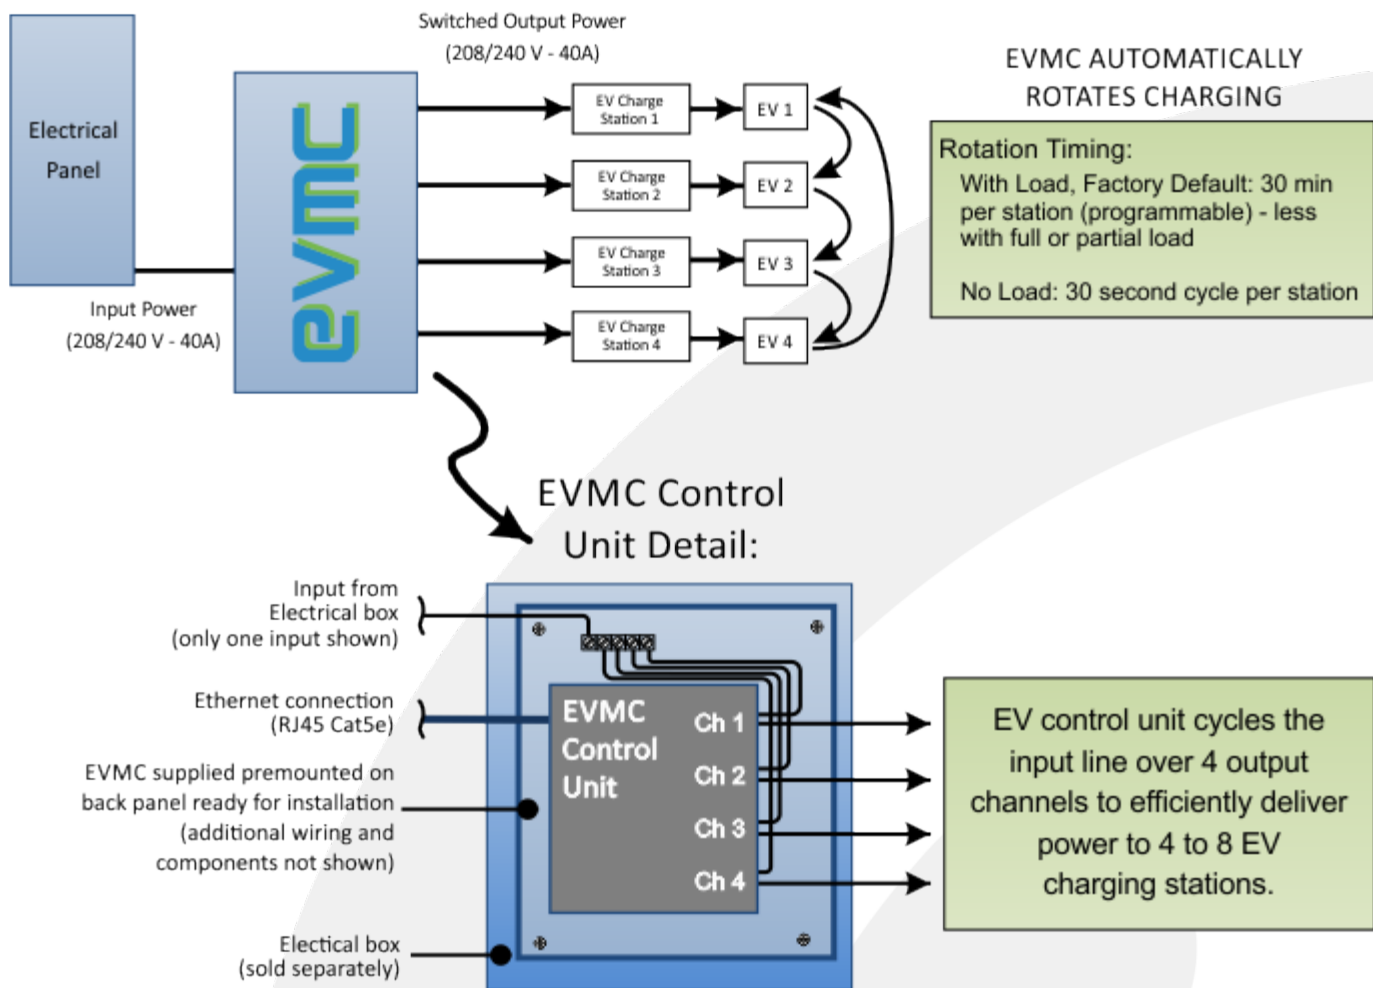 Switched Output Power
(208/240 V - 40A)
Electrical
Panel
Input Power
(208/240 V - 40A)
evmc
EV Charge
Station 1
EV 1
EV Charge
Station 2
EV 2
EV Charge
Station 3
EV 3
EV Charge
Station 4
EV 4
EVMC AUTOMATICALLY
ROTATES CHARGING
Rotation Timing:
With Load, Factory Default: 30 min
per station (programmable) - less
with full or partial load
No Load: 30 second cycle per station
EVMC Control
Unit Detail:
Input from
Electrical box
(only one input shown)
Ethernet connection
(RJ45 Cat5e)
EVMC supplied premounted on
back panel ready for installation
(additional wiring and
components not shown)
Electical box
(sold separately)
EVMC
Control
Unit
Ch 1
Ch 2
Ch 3
Ch 4
EV control unit cycles the
input line over 4 output
channels to efficiently deliver
power to 4 to 8 EV
charging stations.